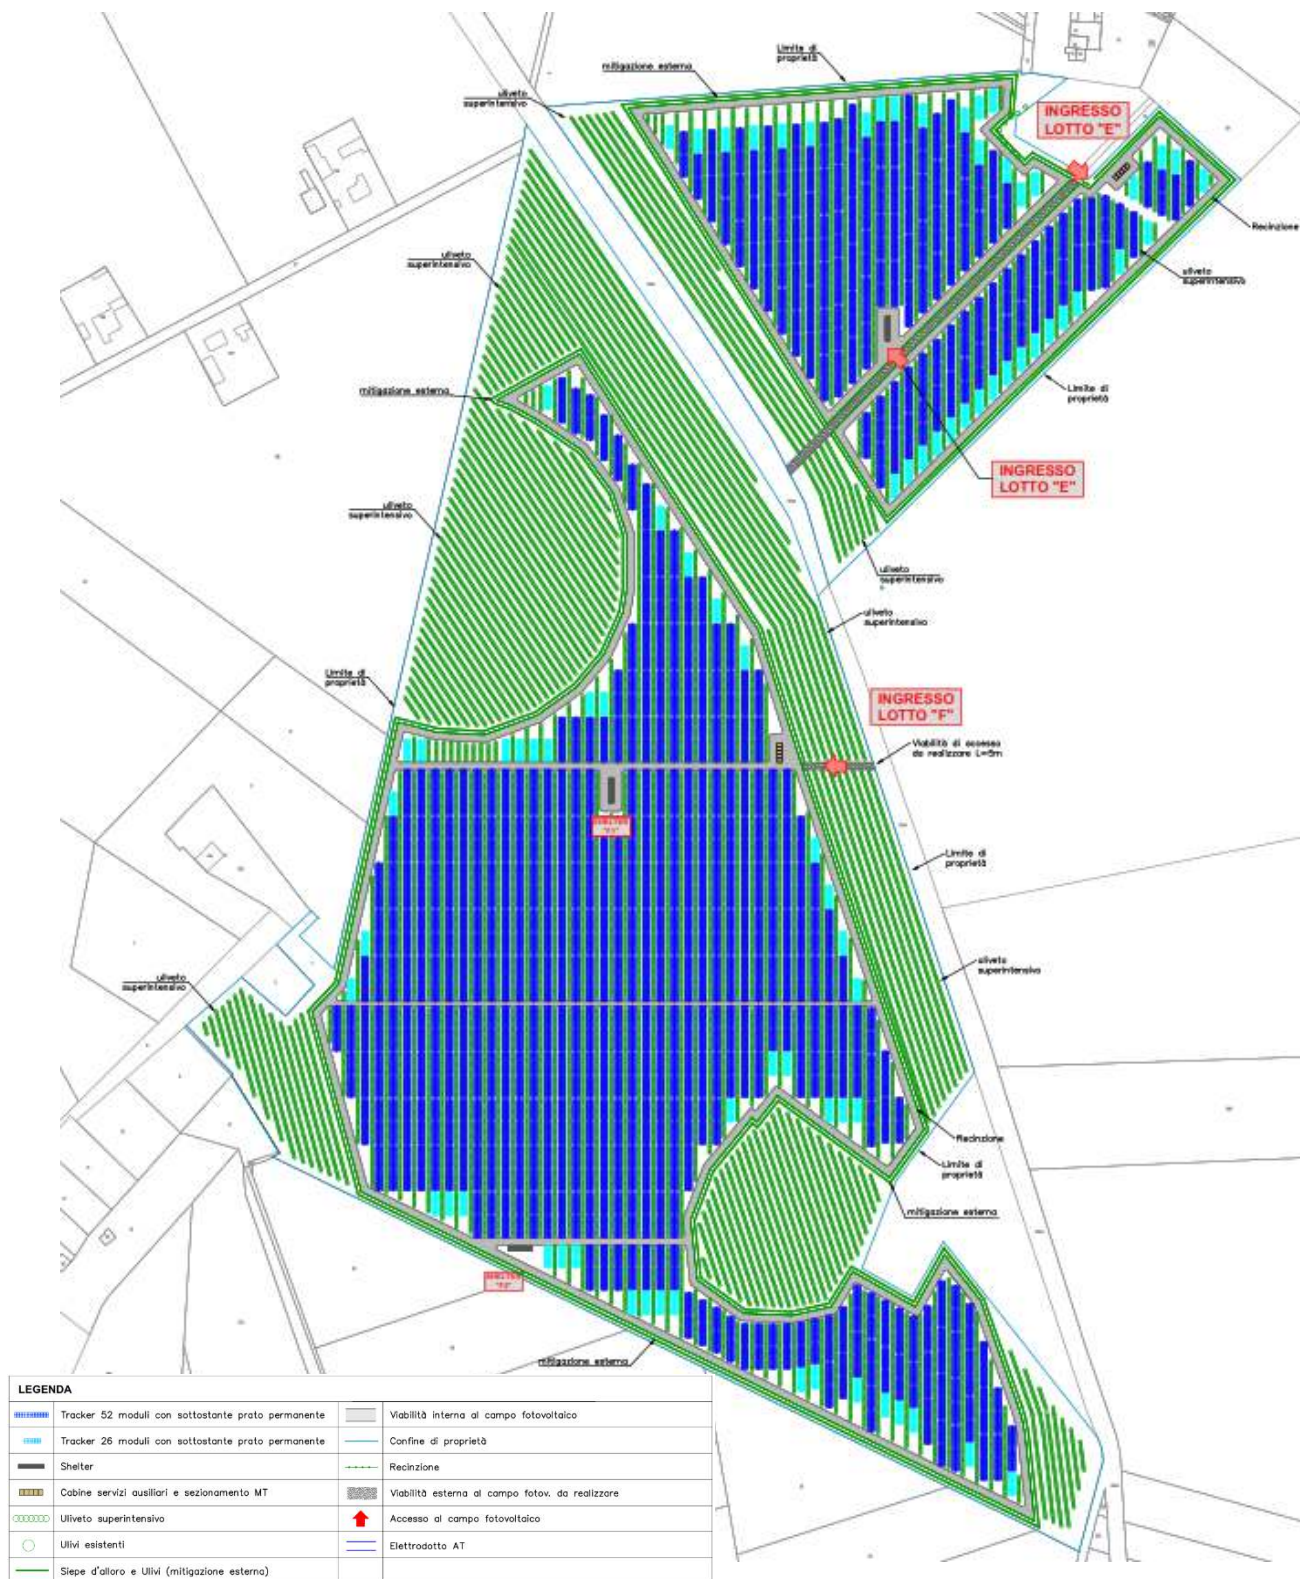 Limite di
proprietà
mitigazione esterna
uliveto
superintensivo
INGRESSO
LOTTO "E"
Recinzione
uliveto
superintensivo
uliveto
superintensivo
mitigazione esterna
Limite di
proprietà
INGRESSO
LOTTO "E"
uliveto
superintensivo
uliveto
superintensivo
uliveto
superintensivo
Limite di
proprietà
INGRESSO
LOTTO "F"
Viabilità di accesso
da realizzare L=5m
Limite di
proprietà
uliveto
superintensivo
uliveto
superintensivo
Recinzione
Limite di
proprietà
mitigazione esterna
mitigazione esterna
LEGENDA
Tracker 52 moduli con sottostante prato permanente
Viabilità interna al campo fotovoltaico
Tracker 26 moduli con sottostante prato permanente
Confine di proprietà
Shelter
Recinzione
Cabine servizi ausiliari e sezionamento MT
Viabilità esterna al campo fotov. da realizzare
Uliveto superintensivo
Accesso al campo fotovoltaico
Ulivi esistenti
Elettrodotto AT
Siepe d'alloro e Ulivi (mitigazione esterna)